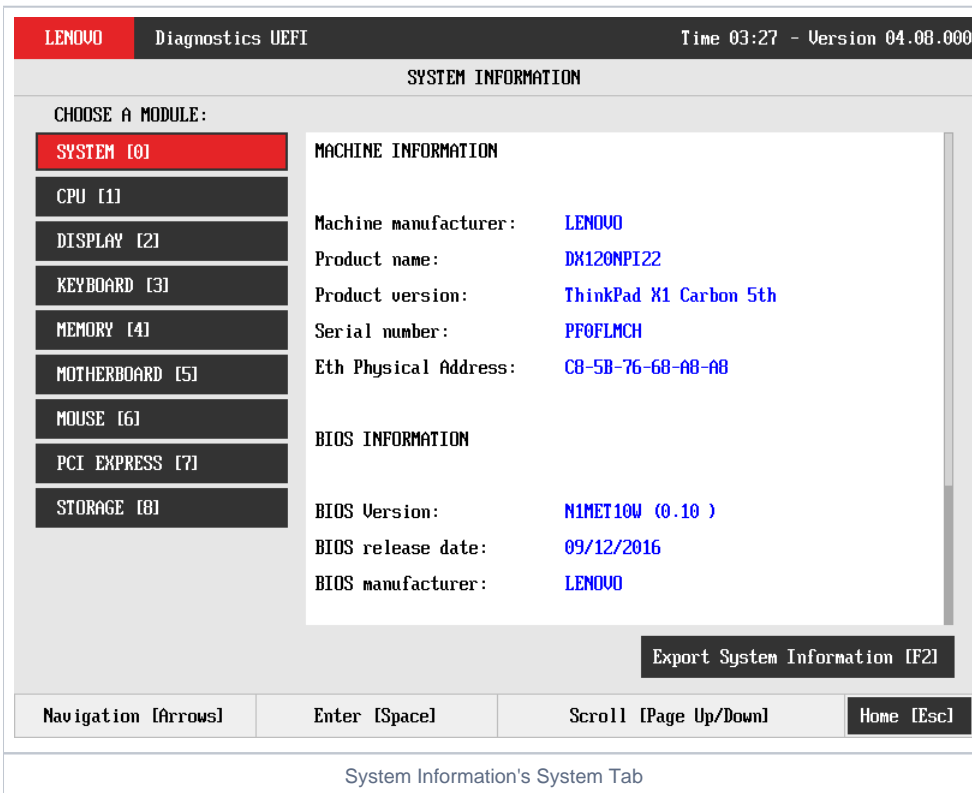 LENOVO Diagnostics UEFI Time 03:27 - Version 04.08.000
SYSTEM INFORMATION
CHOOSE A MODULE:
SYSTEM [0]
CPU [1]
DISPLAY [2]
KEYBOARD [3]
MEMORY [4]
MOTHERBOARD [5]
MOUSE [6]
PCI EXPRESS [7]
STORAGE [8]
MACHINE INFORMATION
Machine manufacturer: LENOVO
Product name: DX120NPI22
Product version: ThinkPad X1 Carbon 5th
Serial number: PF0FLMCH
Eth Physical Address: C8-5B-76-68-A8-A8
BIOS INFORMATION
BIOS Version: N1MET10W (0.10 )
BIOS release date: 09/12/2016
BIOS manufacturer: LENOVO
Export System Information [F2]
Navigation [Arrows] Enter [Space] Scroll [Page Up/Down] Home [Esc]
System Information's System Tab